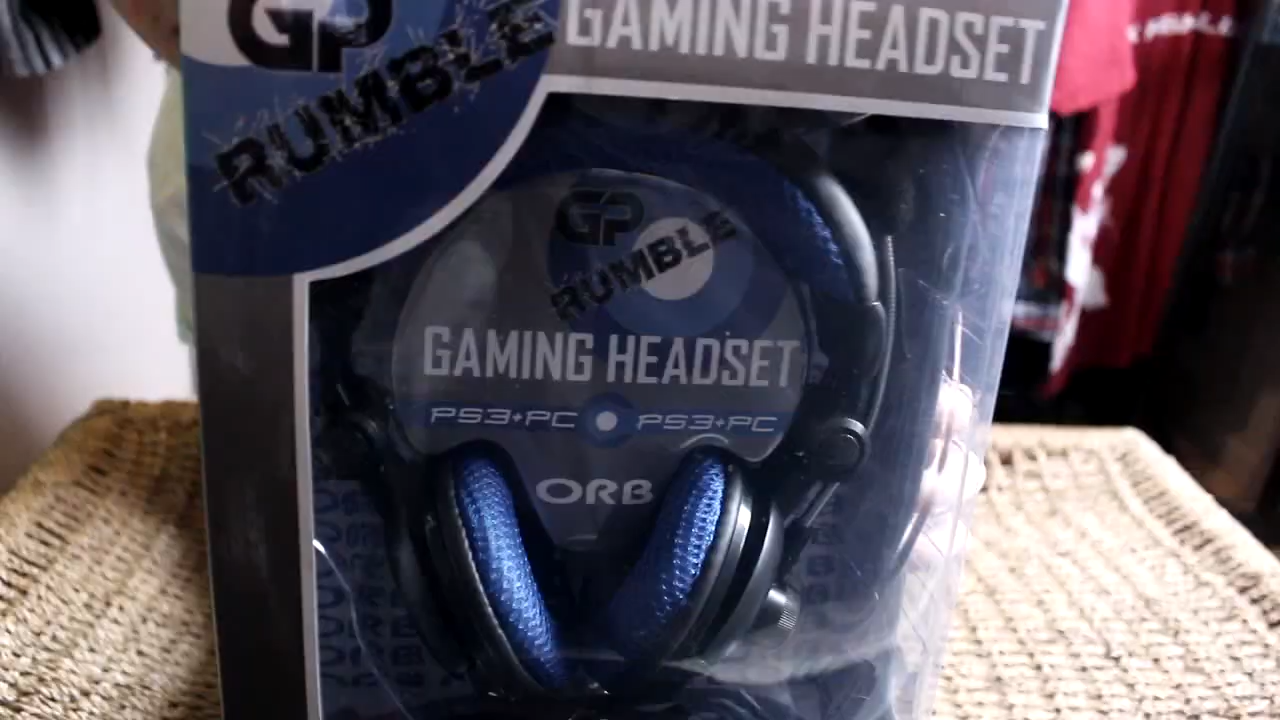 GP
RUMBLE
GAMING HEADSET
GP
RUMBLE
GAMING HEADSET
PS3+PC PS3+PC
ORB